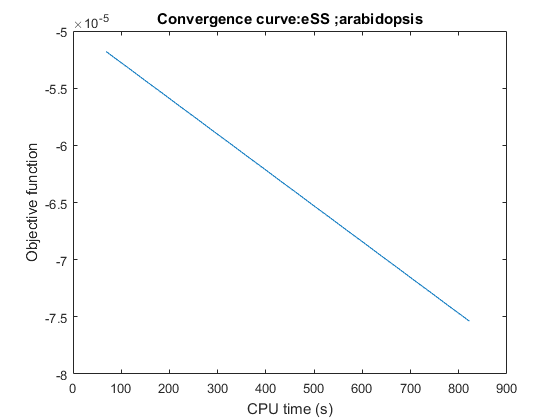 Convergence curve:eSS ;arabidopsis
×10⁻⁵
-5
-5.5
-6
-6.5
-7
-7.5
-8
Objective function
0 100 200 300 400 500 600 700 800 900
CPU time (s)